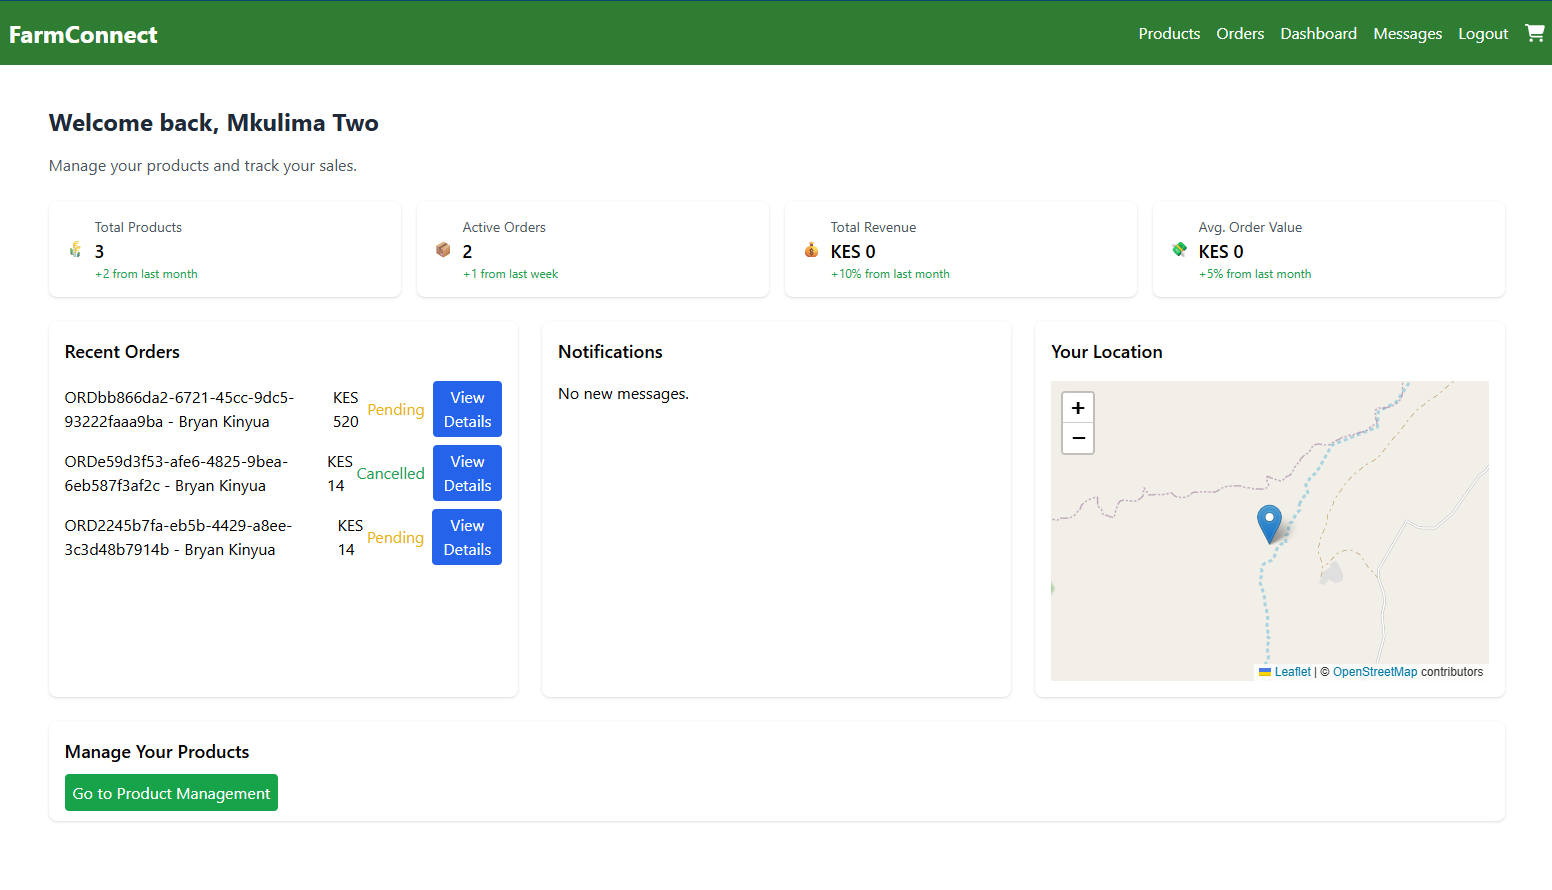 FarmConnect
Products Orders Dashboard Messages Logout
Welcome back, Mkulima Two
Manage your products and track your sales.
Total Products
3
+2 from last month
Active Orders
2
+1 from last week
Total Revenue
KES 0
+10% from last month
Avg. Order Value
KES 0
+5% from last month
Recent Orders
ORDbb866da2-6721-45cc-9dc5-
93222faaa9ba - Bryan Kinyua
KES
520
Pending
View
Details
ORDe59d3f53-afe6-4825-9bea-
6eb587f3af2c - Bryan Kinyua
KES
14
Cancelled
View
Details
ORD2245b7fa-eb5b-4429-a8ee-
3c3d48b7914b - Bryan Kinyua
KES
14
Pending
View
Details
Notifications
No new messages.
Your Location
+
−
Leaflet | © OpenStreetMap contributors
Manage Your Products
Go to Product Management